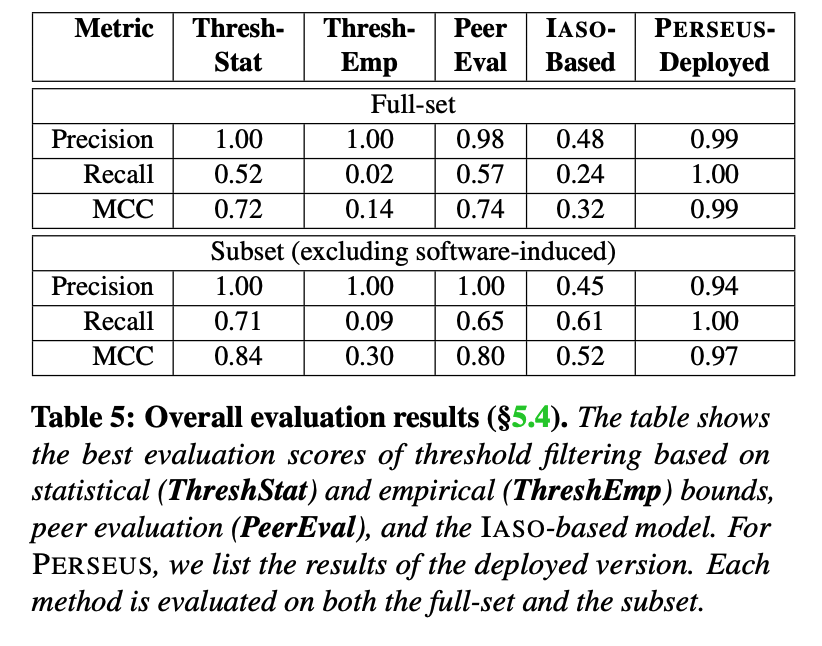 Metric Thresh- Thresh- Peer IASO- PERSEUS-
Stat Emp Eval Based Deployed
Full-set
Precision 1.00 1.00 0.98 0.48 0.99
Recall 0.52 0.02 0.57 0.24 1.00
MCC 0.72 0.14 0.74 0.32 0.99
Subset (excluding software-induced)
Precision 1.00 1.00 1.00 0.45 0.94
Recall 0.71 0.09 0.65 0.61 1.00
MCC 0.84 0.30 0.80 0.52 0.97
Table 5: Overall evaluation results (§5.4). The table shows
the best evaluation scores of threshold filtering based on
statistical (ThreshStat) and empirical (ThreshEmp) bounds,
peer evaluation (PeerEval), and the IASO-based model. For
PERSEUS, we list the results of the deployed version. Each
method is evaluated on both the full-set and the subset.